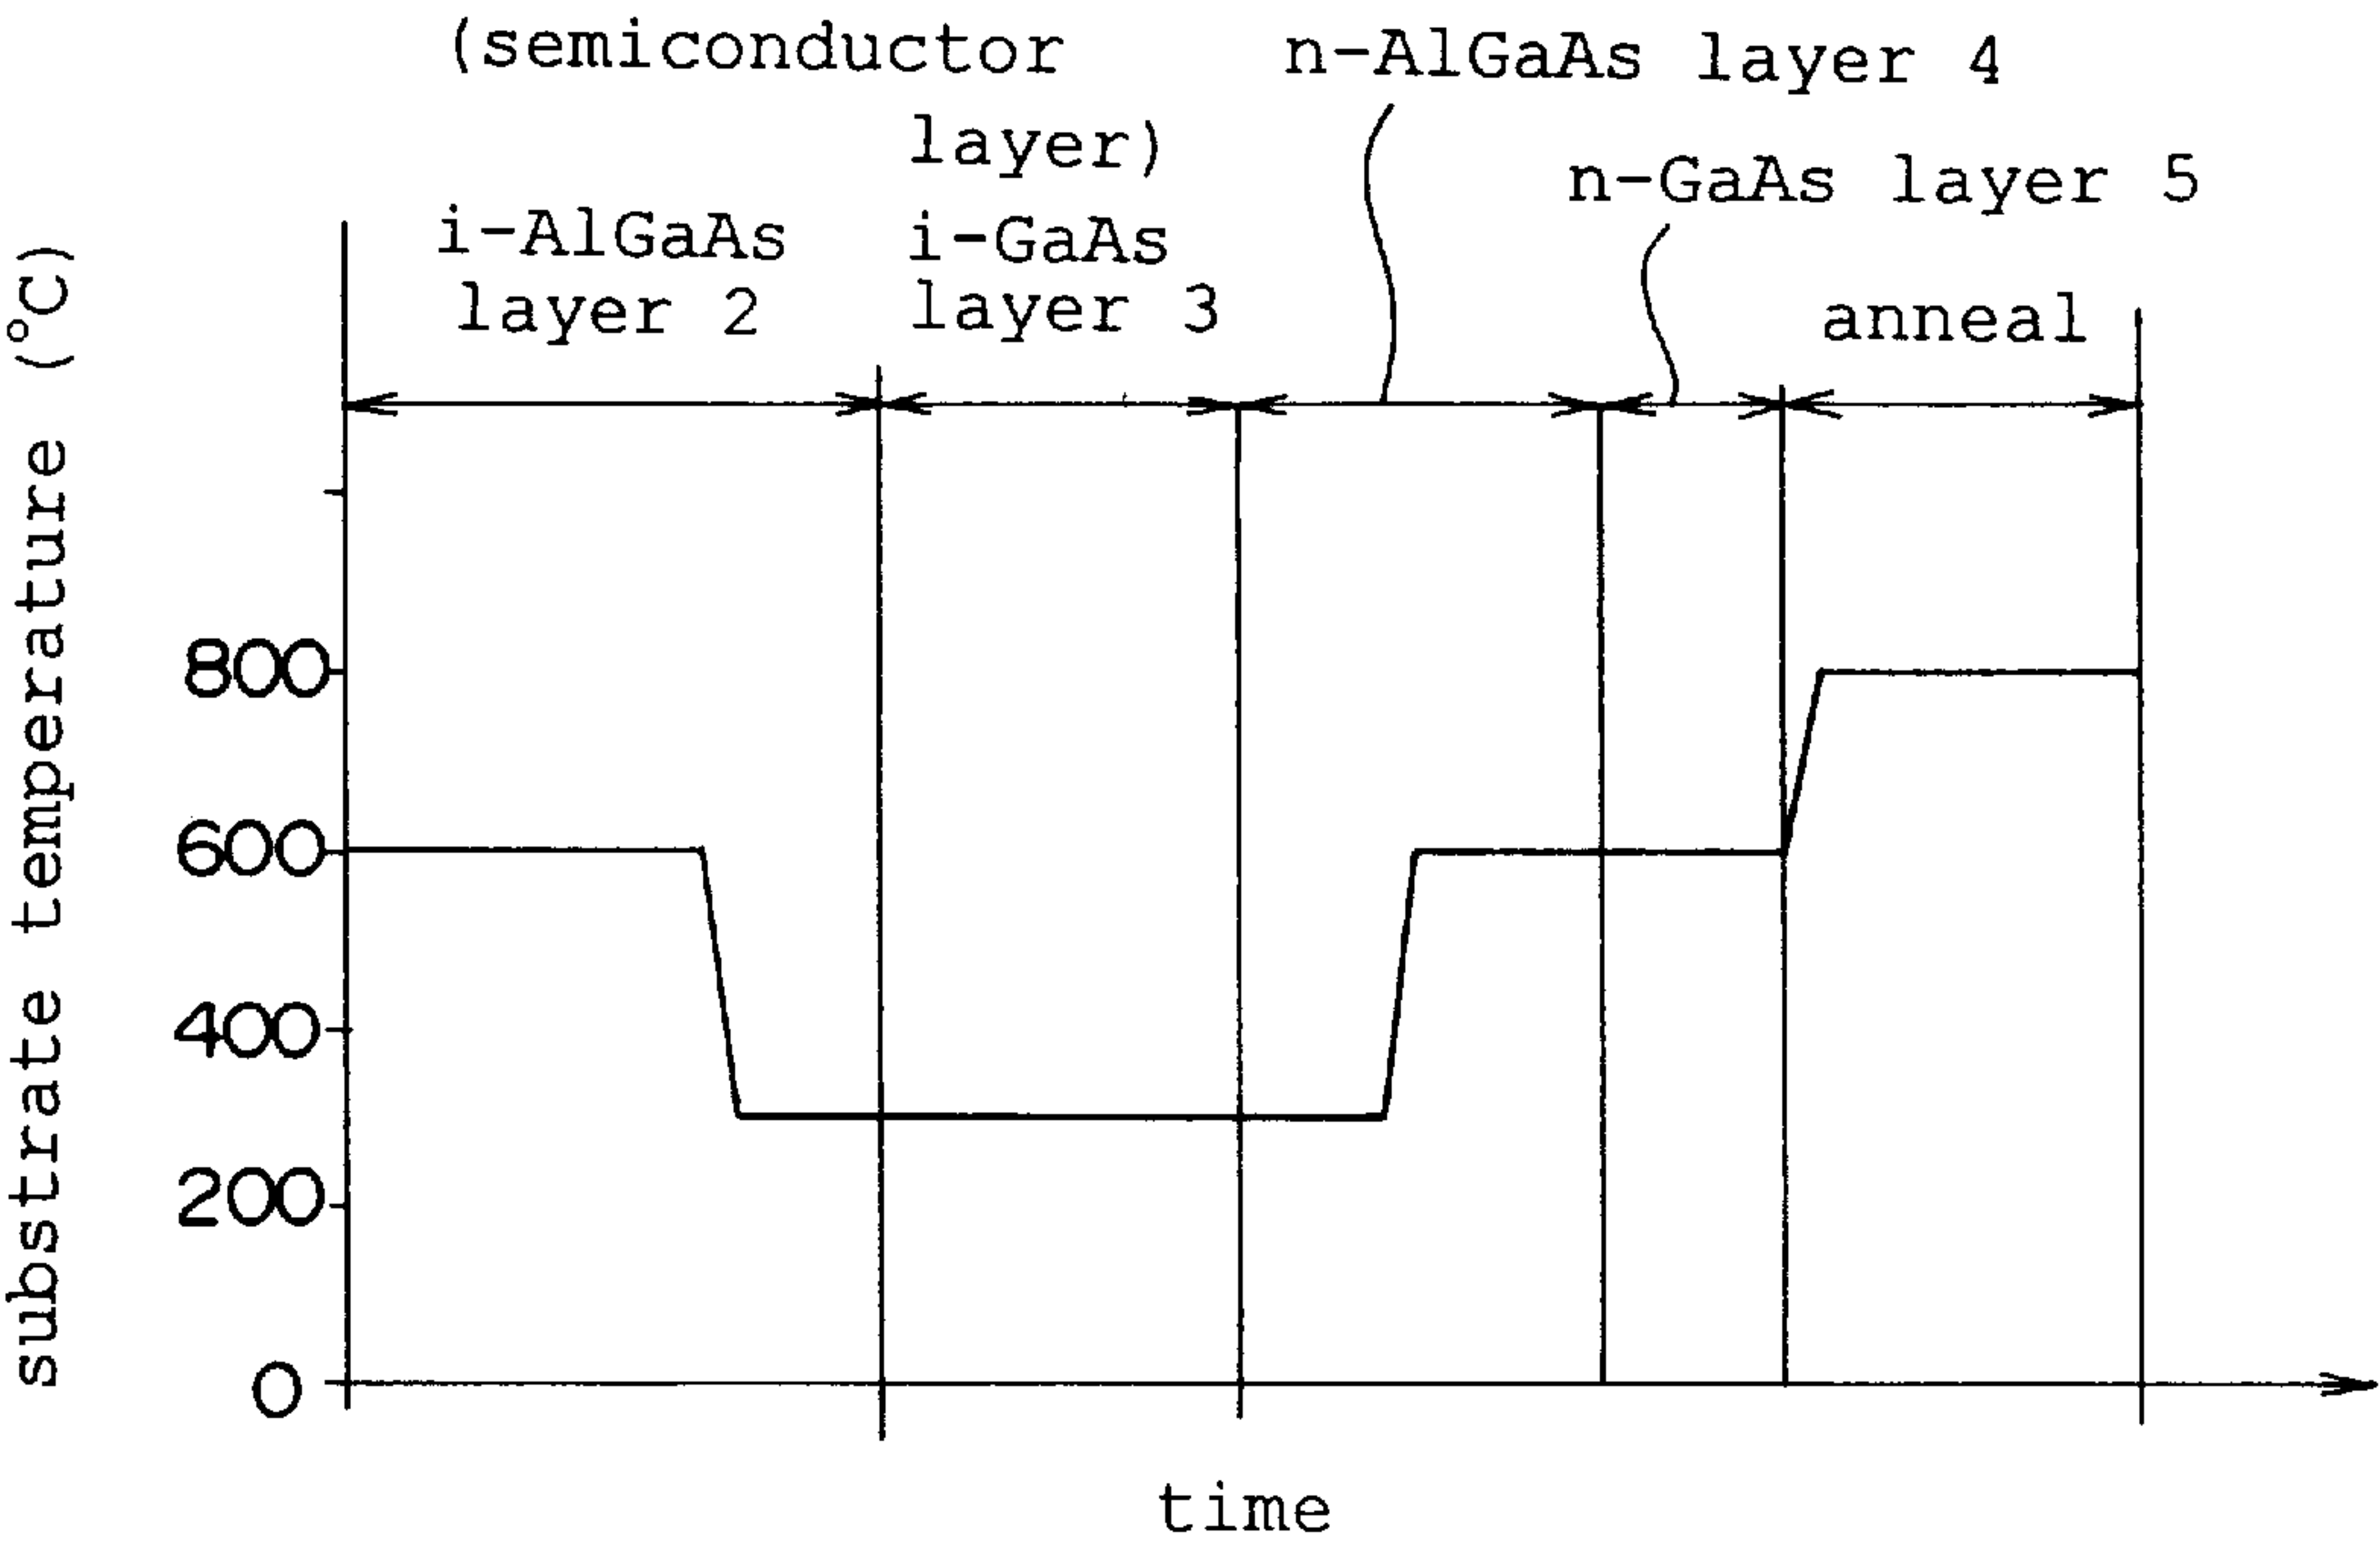 (semiconductor
layer)
n-AlGaAs layer 4
n-GaAs layer 5
i-AlGaAs
layer 2
i-GaAs
layer 3
anneal
substrate temperature (°C)
800
600
400
200
0
time